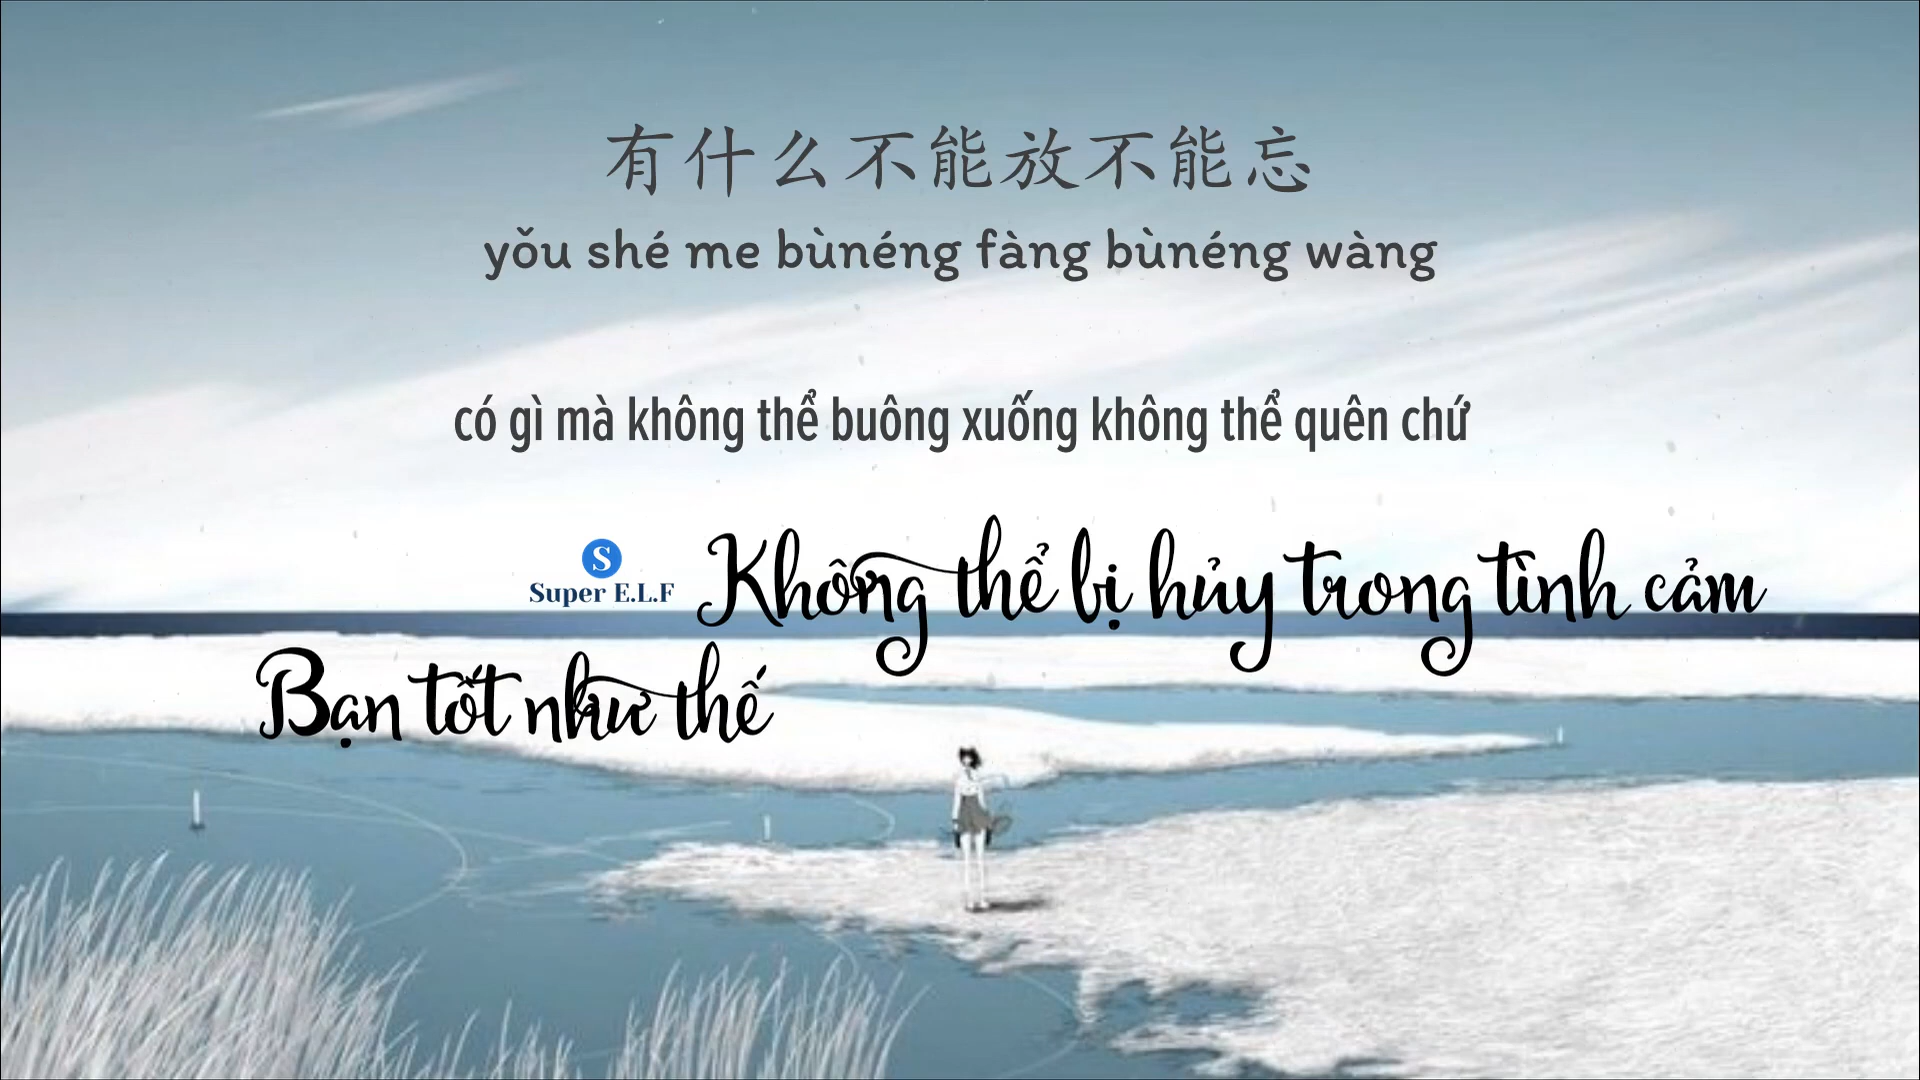 有什么不能放不能忘
yǒu shé me bùnéng fàng bùnéng wàng
có gì mà không thể buông xuống không thể quên chứ
S
Super E.L.F
Không thể bị hủy trong tình cảm
Bạn tốt như thế